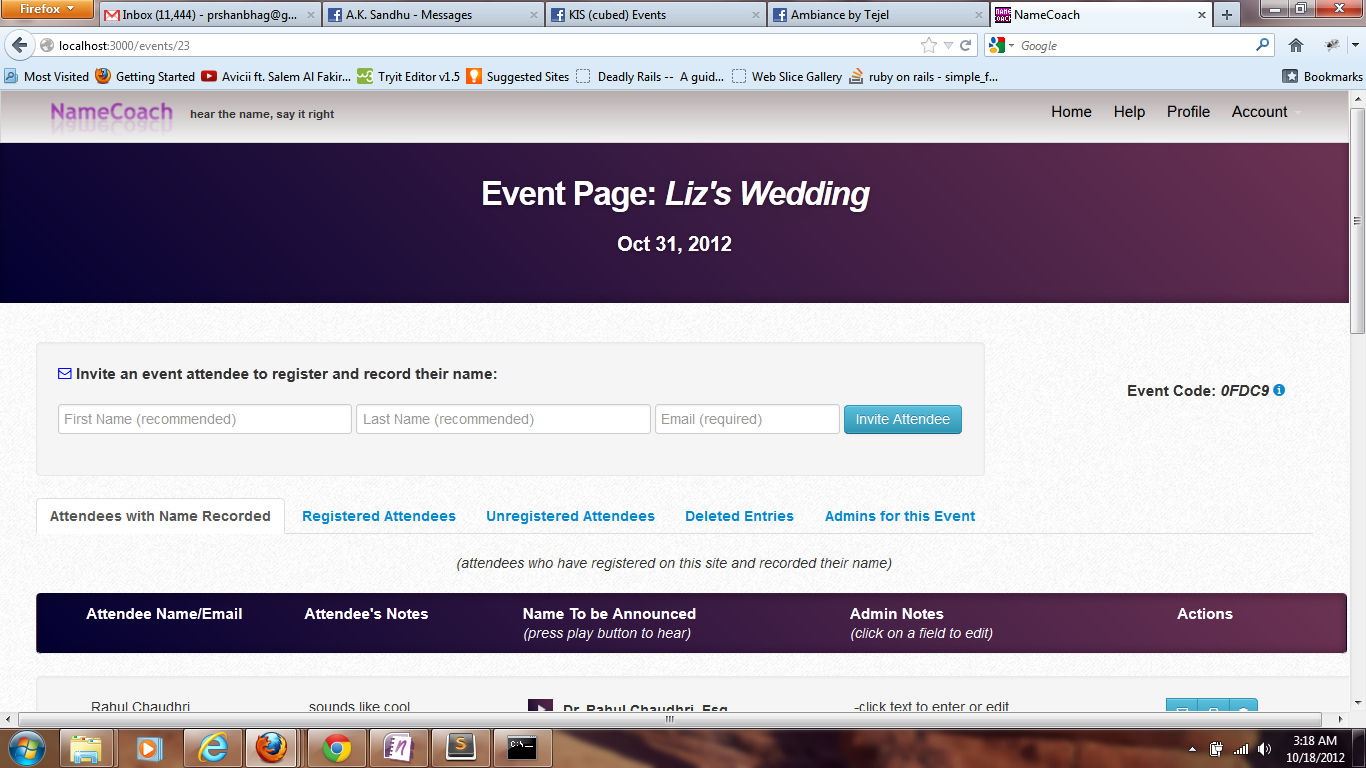 Firefox
Inbox (11,444) - prshanbhag@g...
A.K. Sandhu - Messages
KIS (cubed) Events
Ambiance by Tejel
NameCoach
localhost:3000/events/23
Google
Most Visited
Getting Started
Avicii ft. Salem Al Fakir...
Tryit Editor v1.5
Suggested Sites
Deadly Rails -- A guid...
Web Slice Gallery
ruby on rails - simple_f...
Bookmarks
NameCoach
hear the name, say it right
Home
Help
Profile
Account
Event Page: Liz's Wedding
Oct 31, 2012
Invite an event attendee to register and record their name:
Event Code: 0FDC9
First Name (recommended)
Last Name (recommended)
Email (required)
Invite Attendee
Attendees with Name Recorded
Registered Attendees
Unregistered Attendees
Deleted Entries
Admins for this Event
(attendees who have registered on this site and recorded their name)
Attendee Name/Email
Attendee's Notes
Name To be Announced
(press play button to hear)
Admin Notes
(click on a field to edit)
Actions
Rahul Chaudhri
sounds like cool
Dr. Rahul Chaudhri, Esq.
-click text to enter or edit
3:18 AM
10/18/2012